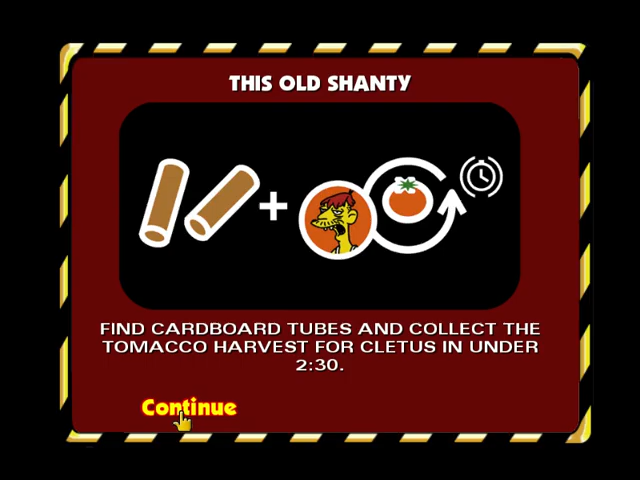 THIS OLD SHANTY
FIND CARDBOARD TUBES AND COLLECT THE
TOMACCO HARVEST FOR CLETUS IN UNDER
2:30.
Continue